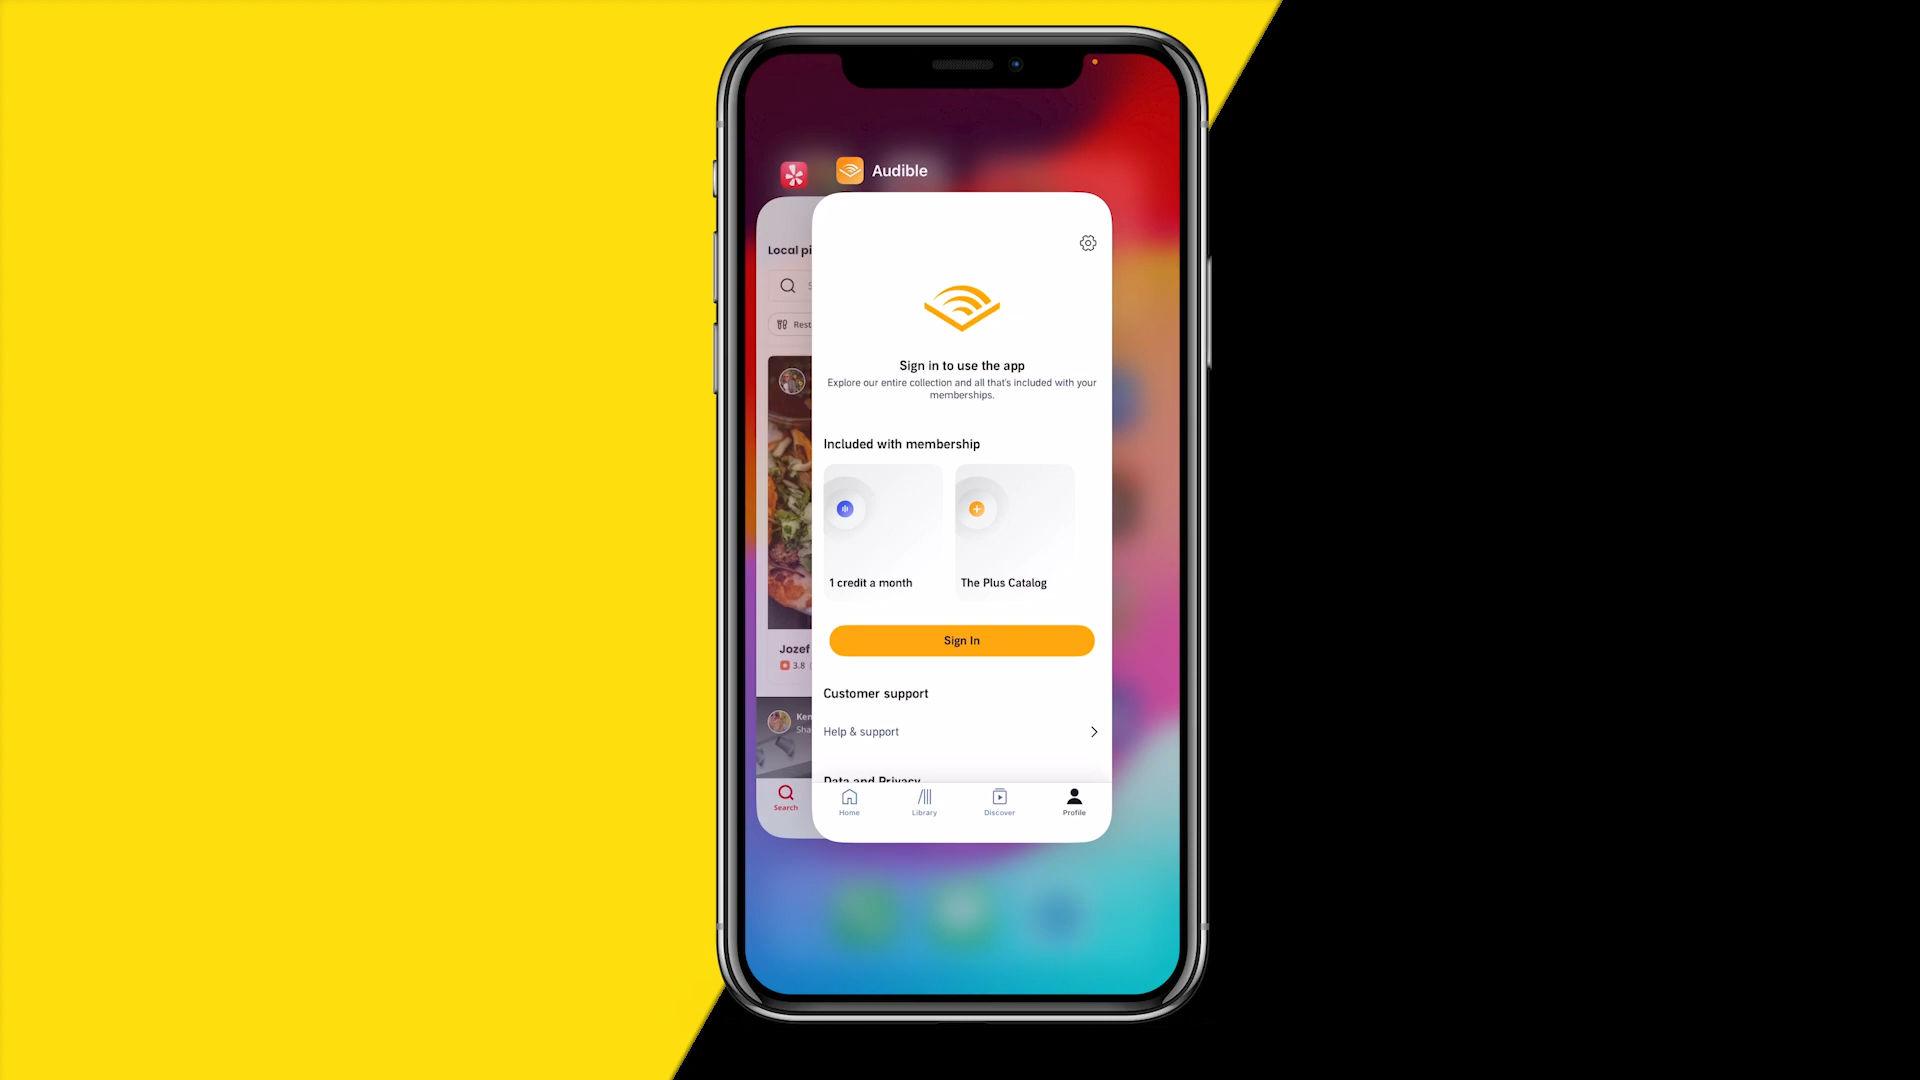 Audible
Local pi
Rest
Jozef
3.8
Ken
Sha
Search
Sign in to use the app
Explore our entire collection and all that's included with your
memberships.
Included with membership
1 credit a month
The Plus Catalog
Sign In
Customer support
Help & support
Data and Privacy
Home
Library
Discover
Profile